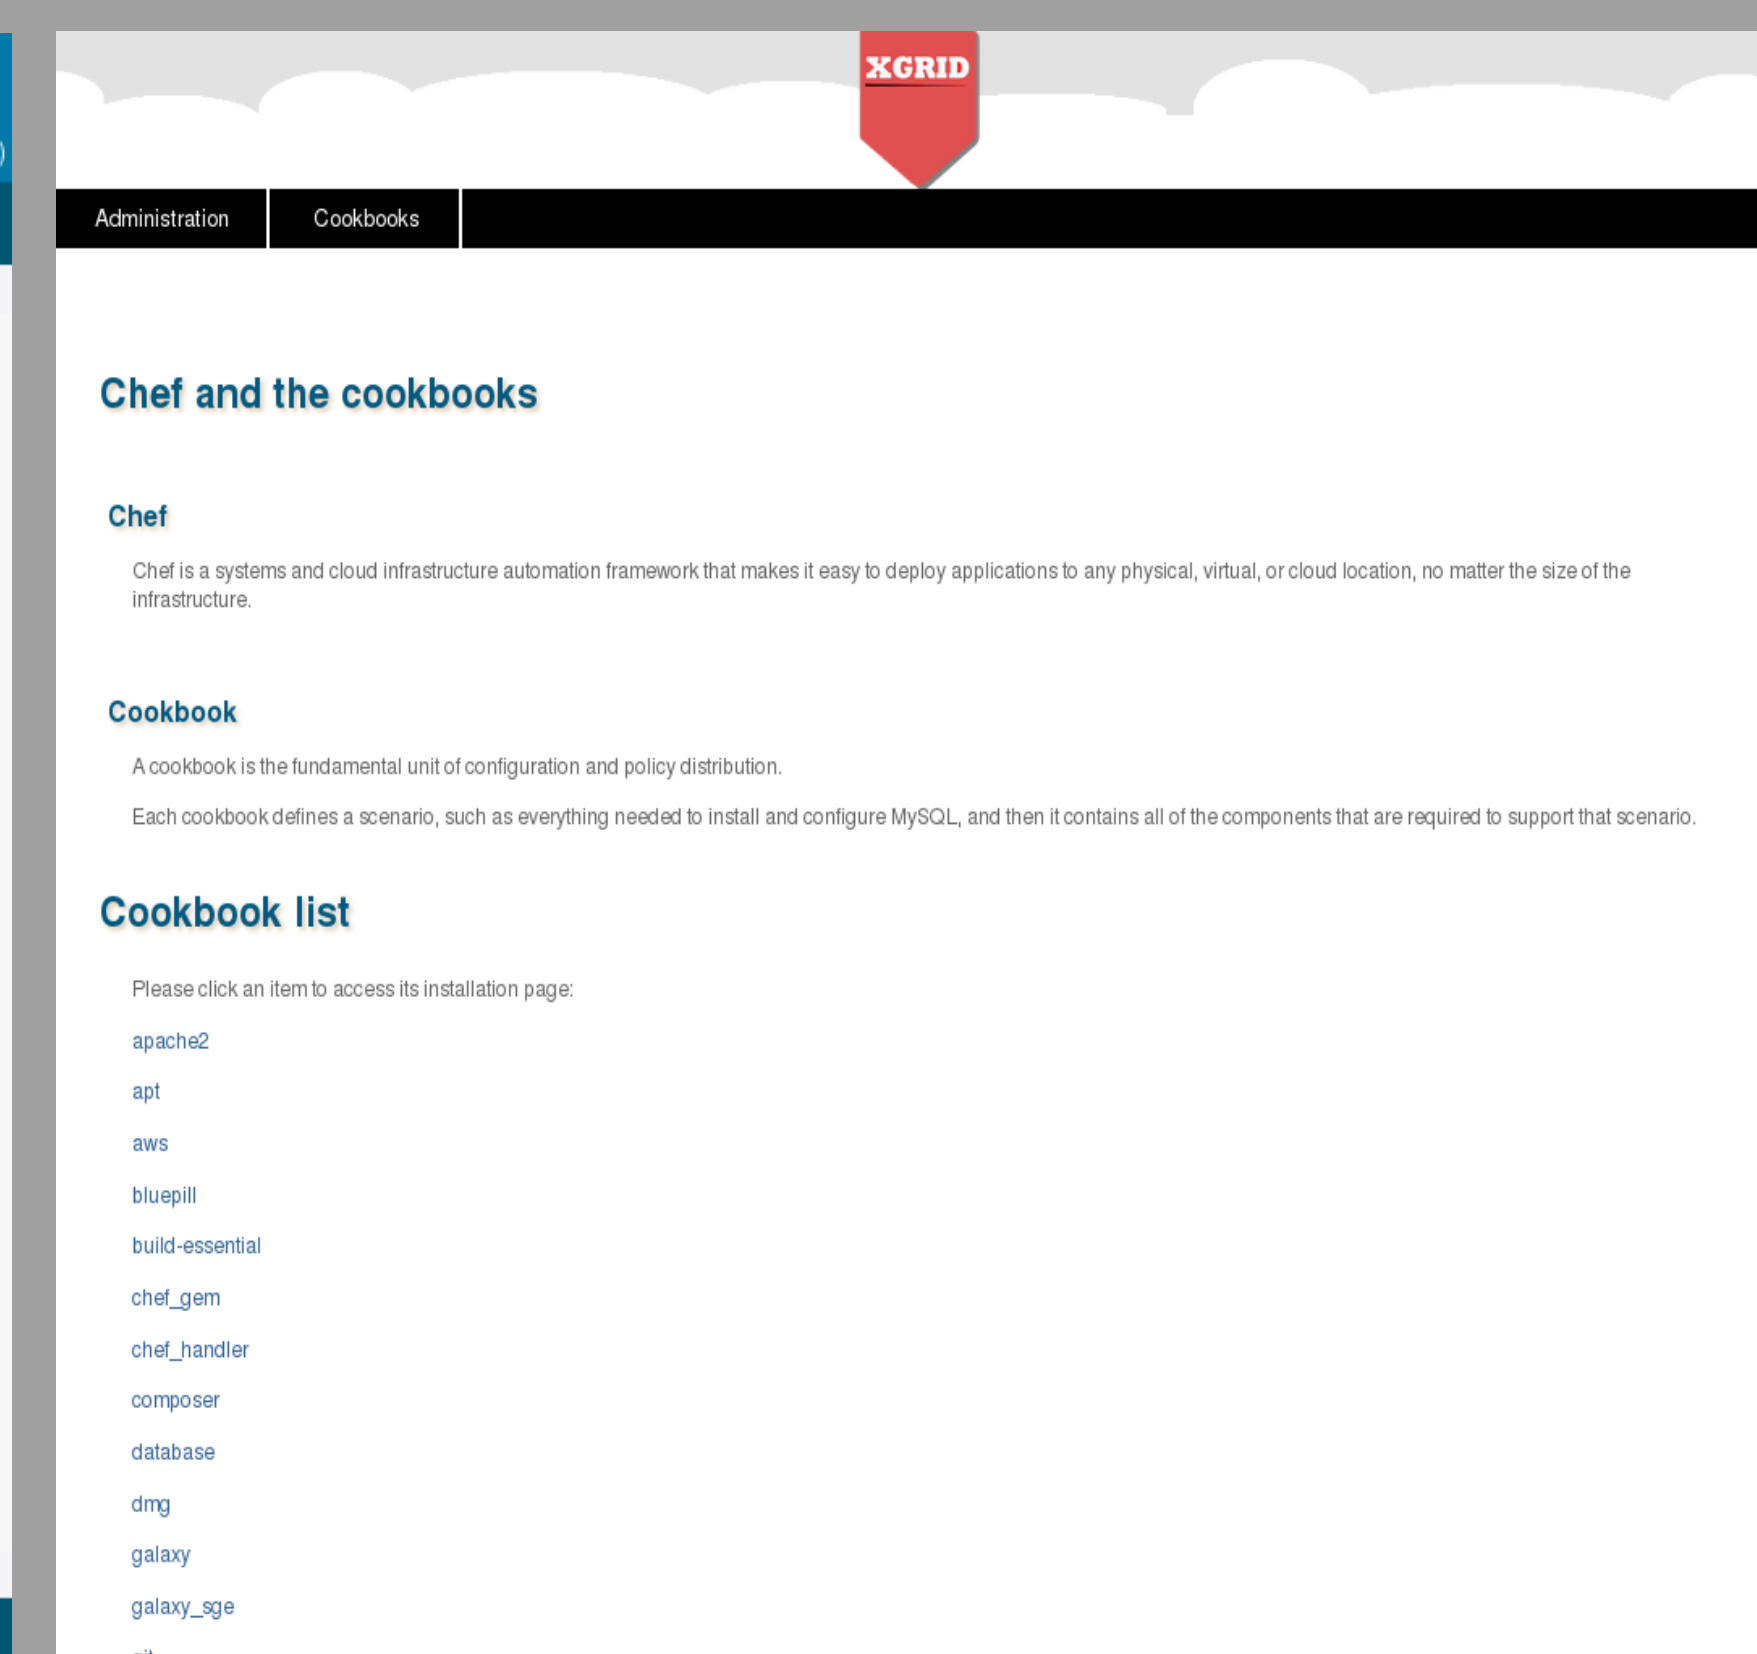 XGRID
Administration
Cookbooks
Chef and the cookbooks
Chef
Chef is a systems and cloud infrastructure automation framework that makes it easy to deploy applications to any physical, virtual, or cloud location, no matter the size of the
infrastructure.
Cookbook
A cookbook is the fundamental unit of configuration and policy distribution.
Each cookbook defines a scenario, such as everything needed to install and configure MySQL, and then it contains all of the components that are required to support that scenario.
Cookbook list
Please click an item to access its installation page:
apache2
apt
aws
bluepill
build-essential
chef_gem
chef_handler
composer
database
dmg
galaxy
galaxy_sge